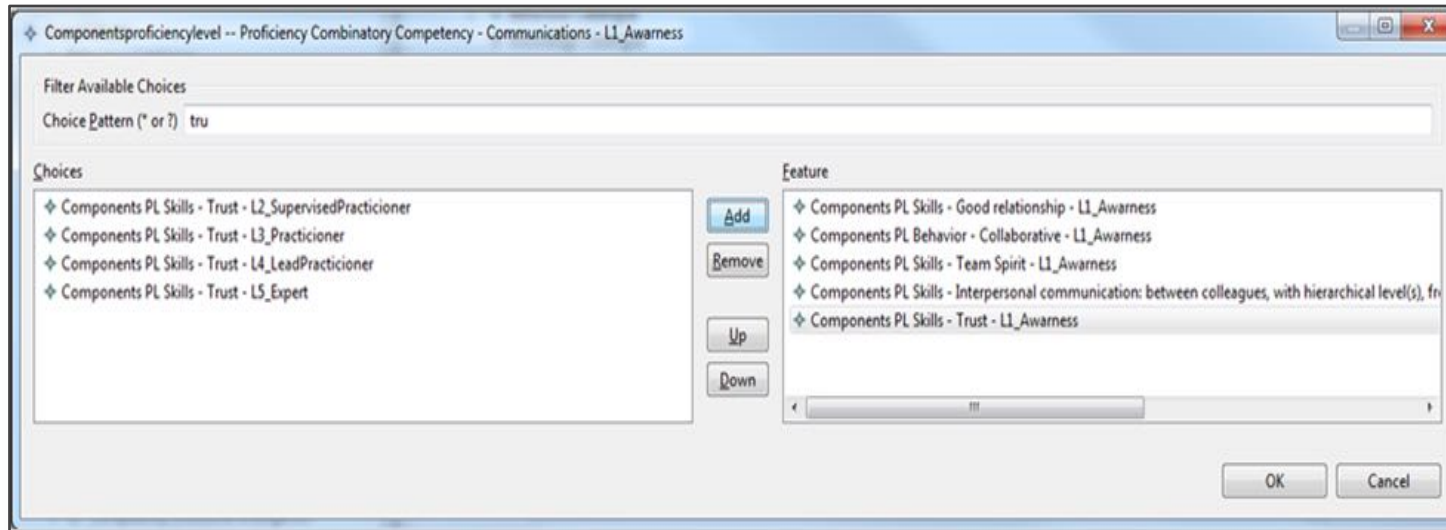 Componentsproficiencylevel -- Proficiency Combinatory Competency - Communications - L1_Awarness
Filter Available Choices
Choice Pattern (* or ?) tru
Choices
Components PL Skills - Trust - L2_SupervisedPracticioner
Components PL Skills - Trust - L3_Practicioner
Components PL Skills - Trust - L4_LeadPracticioner
Components PL Skills - Trust - L5_Expert
Add
Remove
Up
Down
Feature
Components PL Skills - Good relationship - L1_Awarness
Components PL Behavior - Collaborative - L1_Awarness
Components PL Skills - Team Spirit - L1_Awarness
Components PL Skills - Interpersonal communication: between colleagues, with hierarchical level(s),
Components PL Skills - Trust - L1_Awarness
OK
Cancel